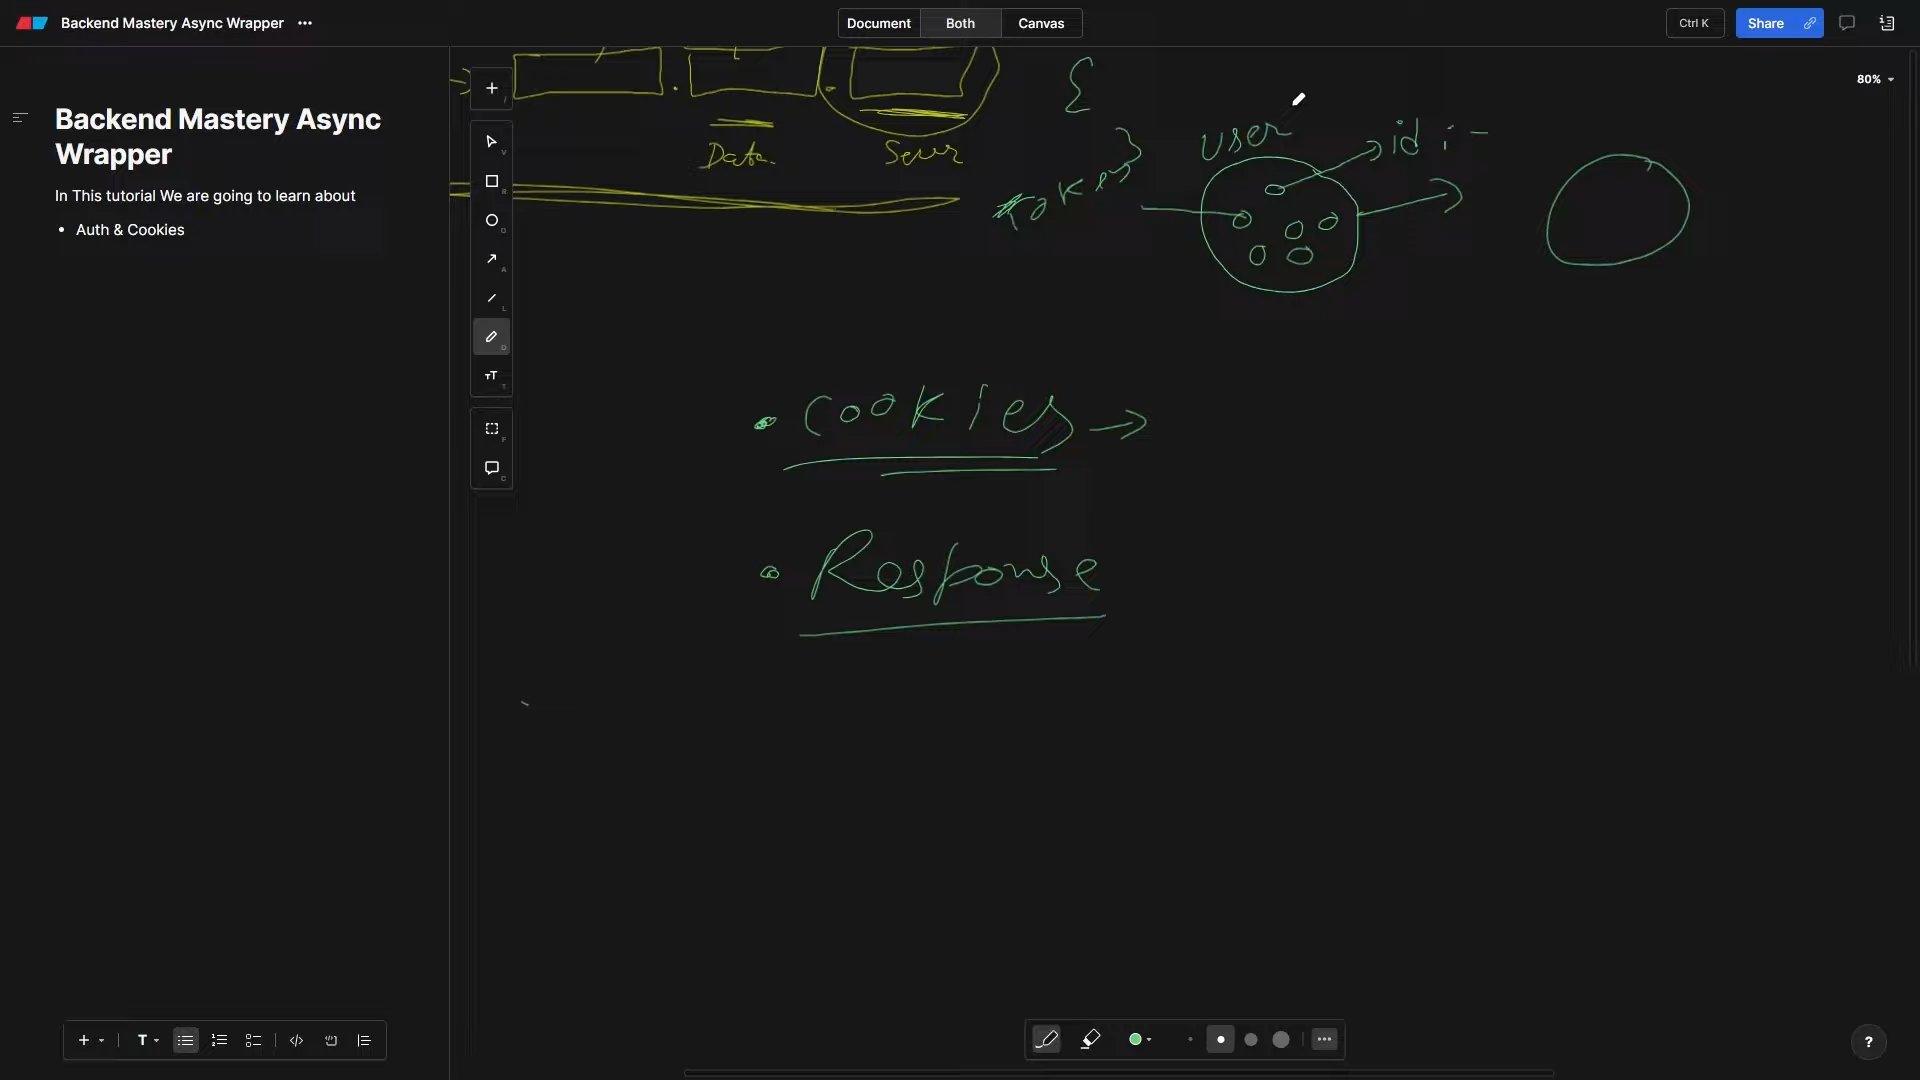 Backend Mastery Async Wrapper
Document Both Canvas
Ctrl K
Share
80%
Backend Mastery Async
Wrapper
In This tutorial We are going to learn about
• Auth & Cookies
Data
user
id : -
token
• cookies →
• Response
T
?